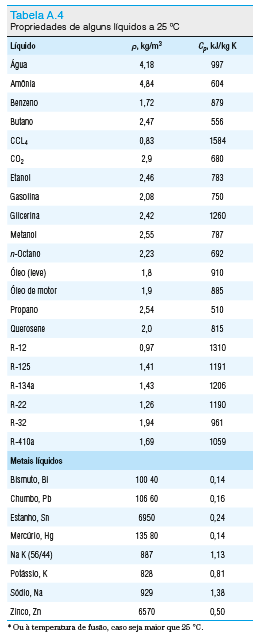 Tabela A.4
Propriedades de alguns líquidos a 25 ºC
Líquido ρ, kg/m³ Cp, kJ/kg K
Água 4,18 997
Amônia 4,84 604
Benzeno 1,72 879
Butano 2,47 556
CCL4 0,83 1584
CO2 2,9 680
Etanol 2,46 783
Gasolina 2,08 750
Glicerina 2,42 1260
Metanol 2,55 787
n-Octano 2,23 692
Óleo (leve) 1,8 910
Óleo de motor 1,9 885
Propano 2,54 510
Querosene 2,0 815
R-12 0,97 1310
R-125 1,41 1191
R-134a 1,43 1206
R-22 1,26 1190
R-32 1,94 961
R-410a 1,69 1059
Metais líquidos
Bismuto, Bi 100 40 0,14
Chumbo, Pb 106 60 0,16
Estanho, Sn 6950 0,24
Mercúrio, Hg 135 80 0,14
Na K (56/44) 887 1,13
Potássio, K 828 0,81
Sódio, Na 929 1,38
Zinco, Zn 6570 0,50
* Ou à temperatura de fusão, caso seja maior que 25 °C.